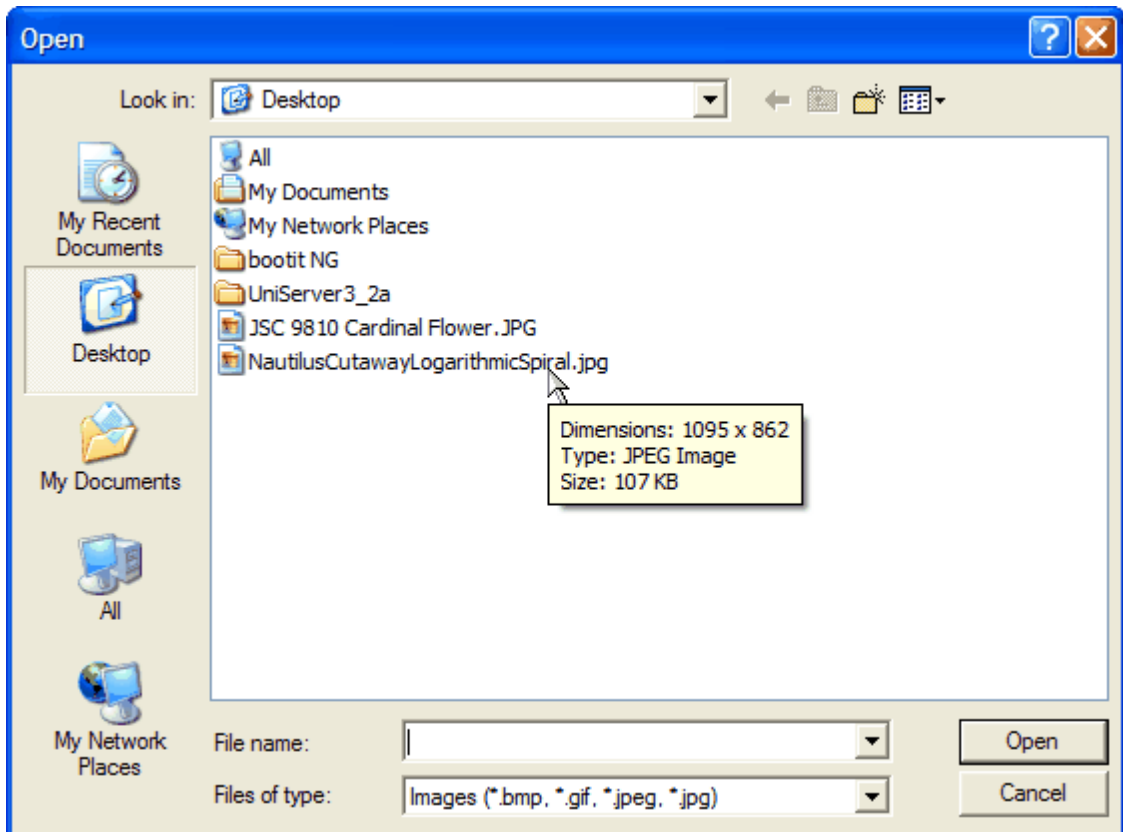 Open
Look in:
Desktop
My Recent
Documents
Desktop
My Documents
All
My Network
Places
All
My Documents
My Network Places
bootit NG
UniServer3_2a
JSC 9810 Cardinal Flower.JPG
NautilusCutawayLogarithmicSpiral.jpg
Dimensions: 1095 x 862
Type: JPEG Image
Size: 107 KB
File name:
Open
Files of type:
Images (*.bmp, *.gif, *.jpeg, *.jpg)
Cancel